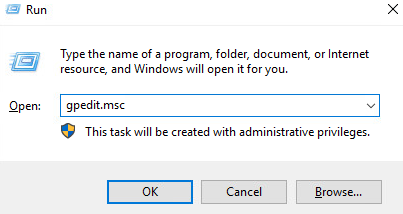 Run
Type the name of a program, folder, document, or Internet
resource, and Windows will open it for you.
Open: gpedit.msc
This task will be created with administrative privileges.
OK Cancel Browse...